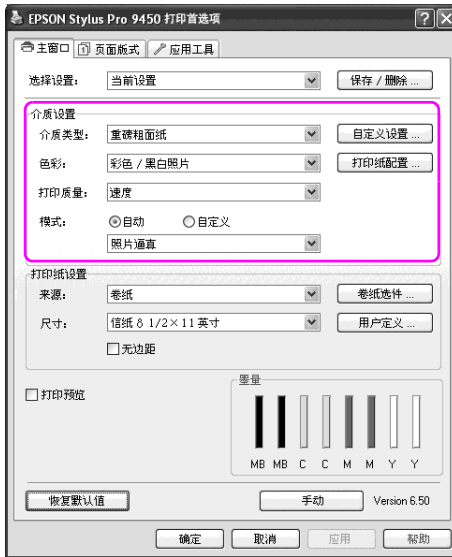 EPSON Stylus Pro 9450 打印首选项
主窗口 页面版式 应用工具
选择设置: 当前设置 保存 / 删除 ...
介质设置
介质类型: 重磅粗面纸 自定义设置 ...
色彩: 彩色 / 黑白照片 打印纸配置 ...
打印质量: 速度
模式: 自动 自定义
照片逼真
打印纸设置
来源: 卷纸 卷纸选件 ...
尺寸: 信纸 8 1/2×11 英寸 用户定义 ...
无边距
打印预览
墨量
MB MB C C M M Y Y
恢复默认值 手动 Version 6.50
确定 取消 应用 帮助